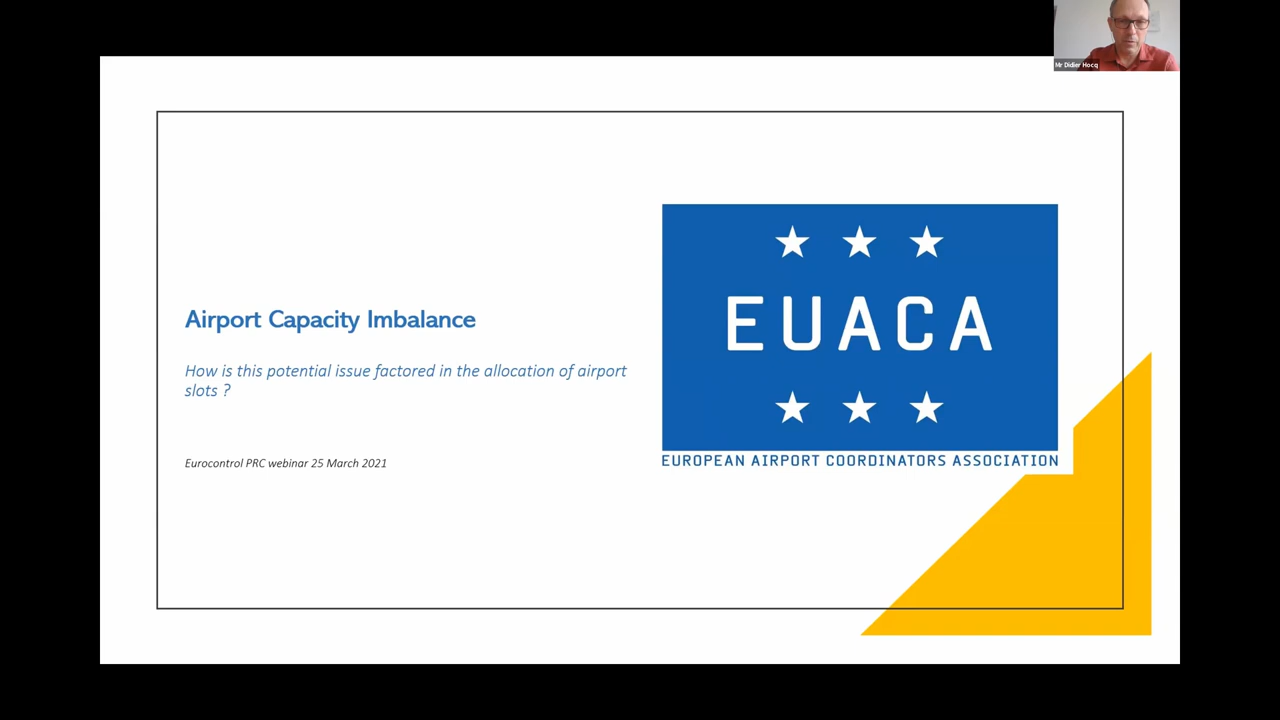 Mr Didier Hocq
Airport Capacity Imbalance
How is this potential issue factored in the allocation of airport
slots ?
Eurocontrol PRC webinar 25 March 2021
EUACA
EUROPEAN AIRPORT COORDINATORS ASSOCIATION